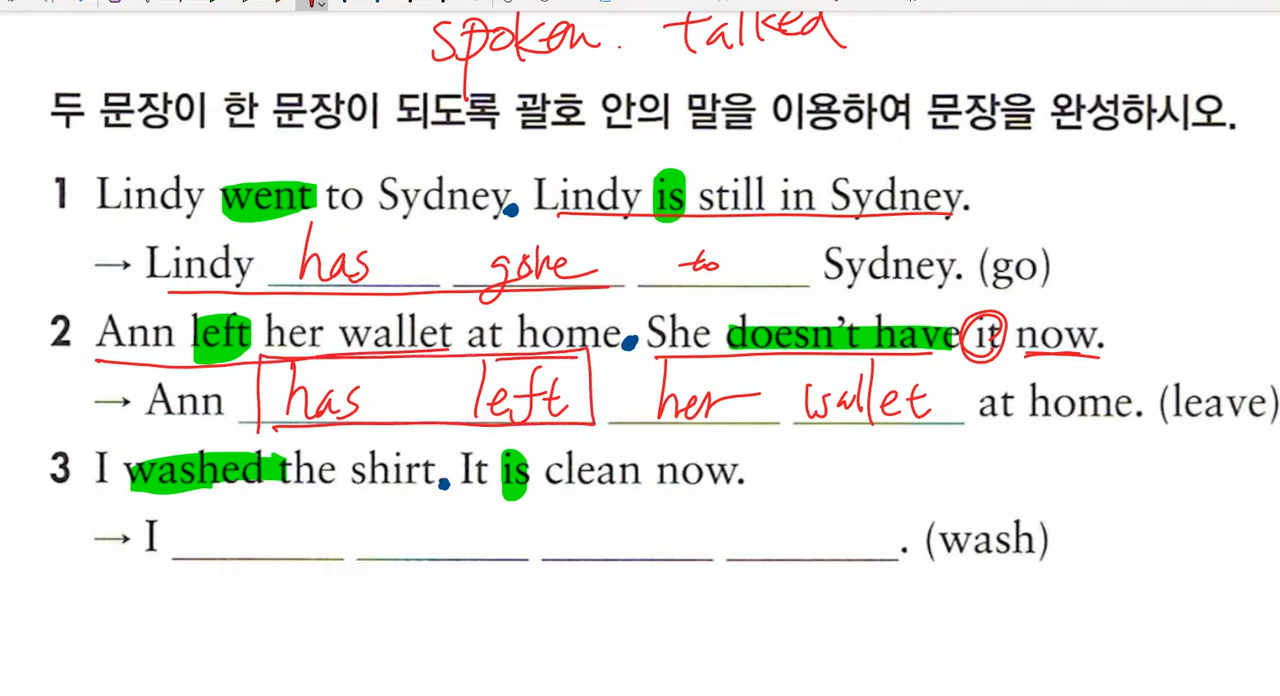 spoken. talked
두 문장이 한 문장이 되도록 괄호 안의 말을 이용하여 문장을 완성하시오.
1 Lindy went to Sydney. Lindy is still in Sydney.
→ Lindy has gone to Sydney. (go)
2 Ann left her wallet at home. She doesn't have it now.
→ Ann has left her wallet at home. (leave)
3 I washed the shirt. It is clean now.
→ I ____ ____ ____ ____. (wash)